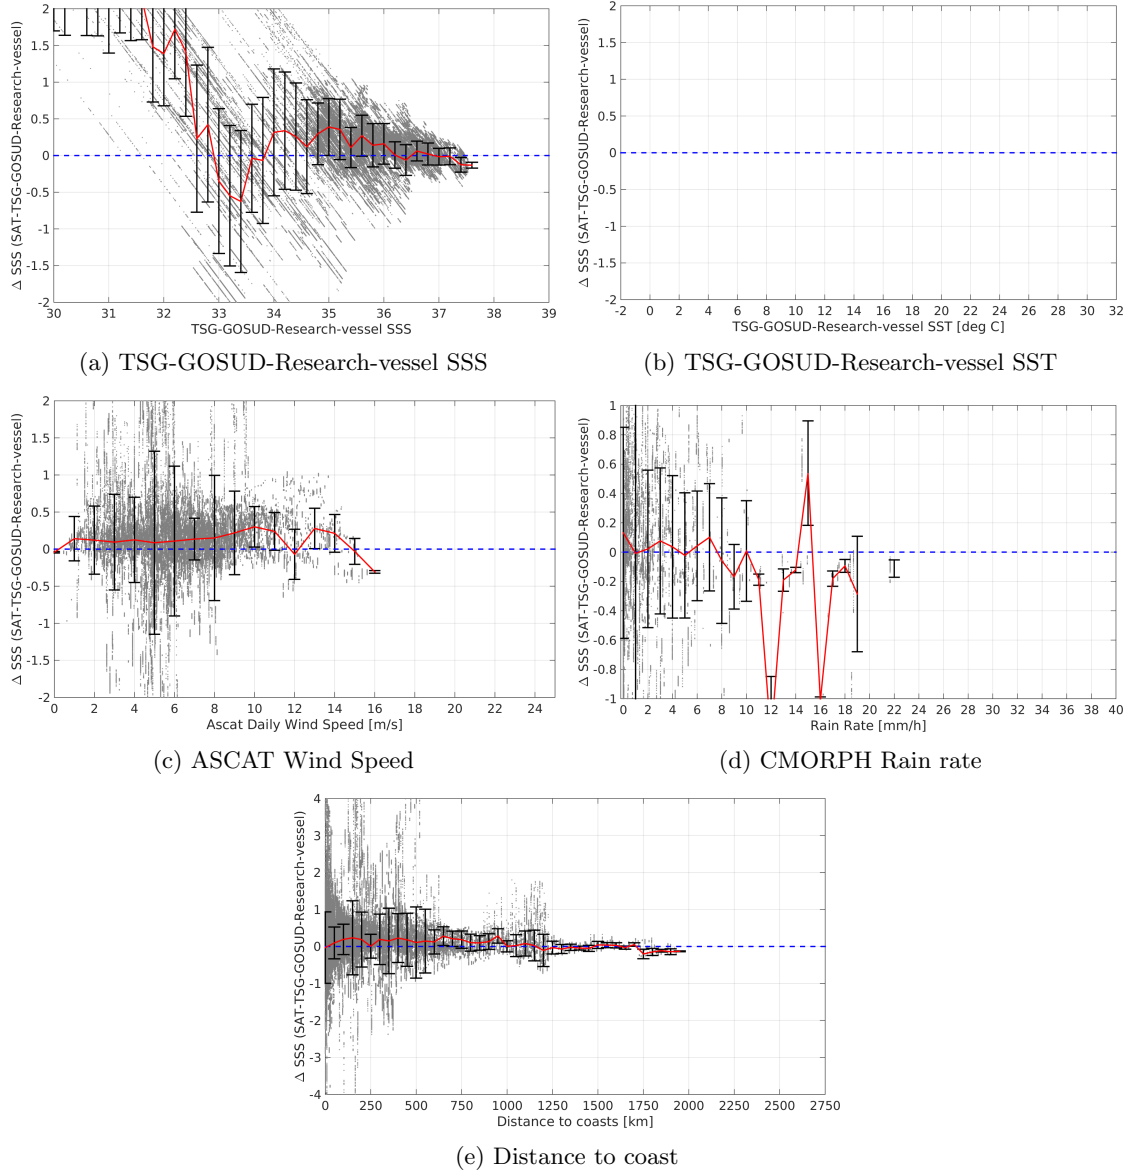 2
1.5
1
0.5
0
-0.5
-1
-1.5
-2
Δ SSS (SAT-TSG-GOSUD-Research-vessel)
30 31 32 33 34 35 36 37 38 39
TSG-GOSUD-Research-vessel SSS
(a) TSG-GOSUD-Research-vessel SSS
2
1.5
1
0.5
0
-0.5
-1
-1.5
-2
Δ SSS (SAT-TSG-GOSUD-Research-vessel)
-2 0 2 4 6 8 10 12 14 16 18 20 22 24 26 28 30 32
TSG-GOSUD-Research-vessel SST [deg C]
(b) TSG-GOSUD-Research-vessel SST
2
1.5
1
0.5
0
-0.5
-1
-1.5
-2
Δ SSS (SAT-TSG-GOSUD-Research-vessel)
0 2 4 6 8 10 12 14 16 18 20 22 24
Ascat Daily Wind Speed [m/s]
(c) ASCAT Wind Speed
1
0.8
0.6
0.4
0.2
0
-0.2
-0.4
-0.6
-0.8
-1
Δ SSS (SAT-TSG-GOSUD-Research-vessel)
0 2 4 6 8 10 12 14 16 18 20 22 24 26 28 30 32 34 36 38 40
Rain Rate [mm/h]
(d) CMORPH Rain rate
4
3
2
1
0
-1
-2
-3
-4
Δ SSS (SAT-TSG-GOSUD-Research-vessel)
0 250 500 750 1000 1250 1500 1750 2000 2250 2500 2750
Distance to coasts [km]
(e) Distance to coast